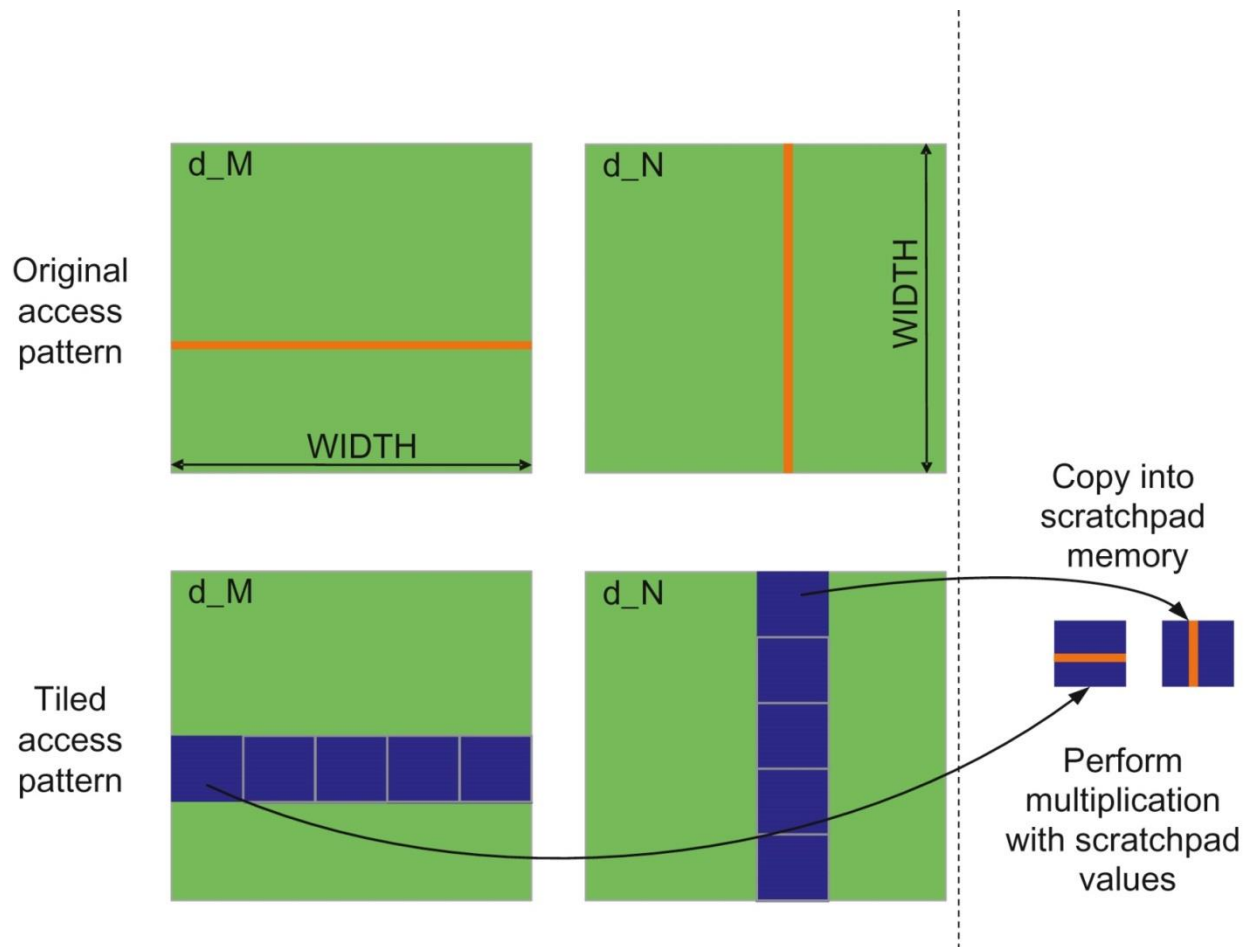 d_M
d_N
Original
access
pattern
WIDTH
WIDTH
Copy into
scratchpad
memory
d_M
d_N
Tiled
access
pattern
Perform
multiplication
with scratchpad
values